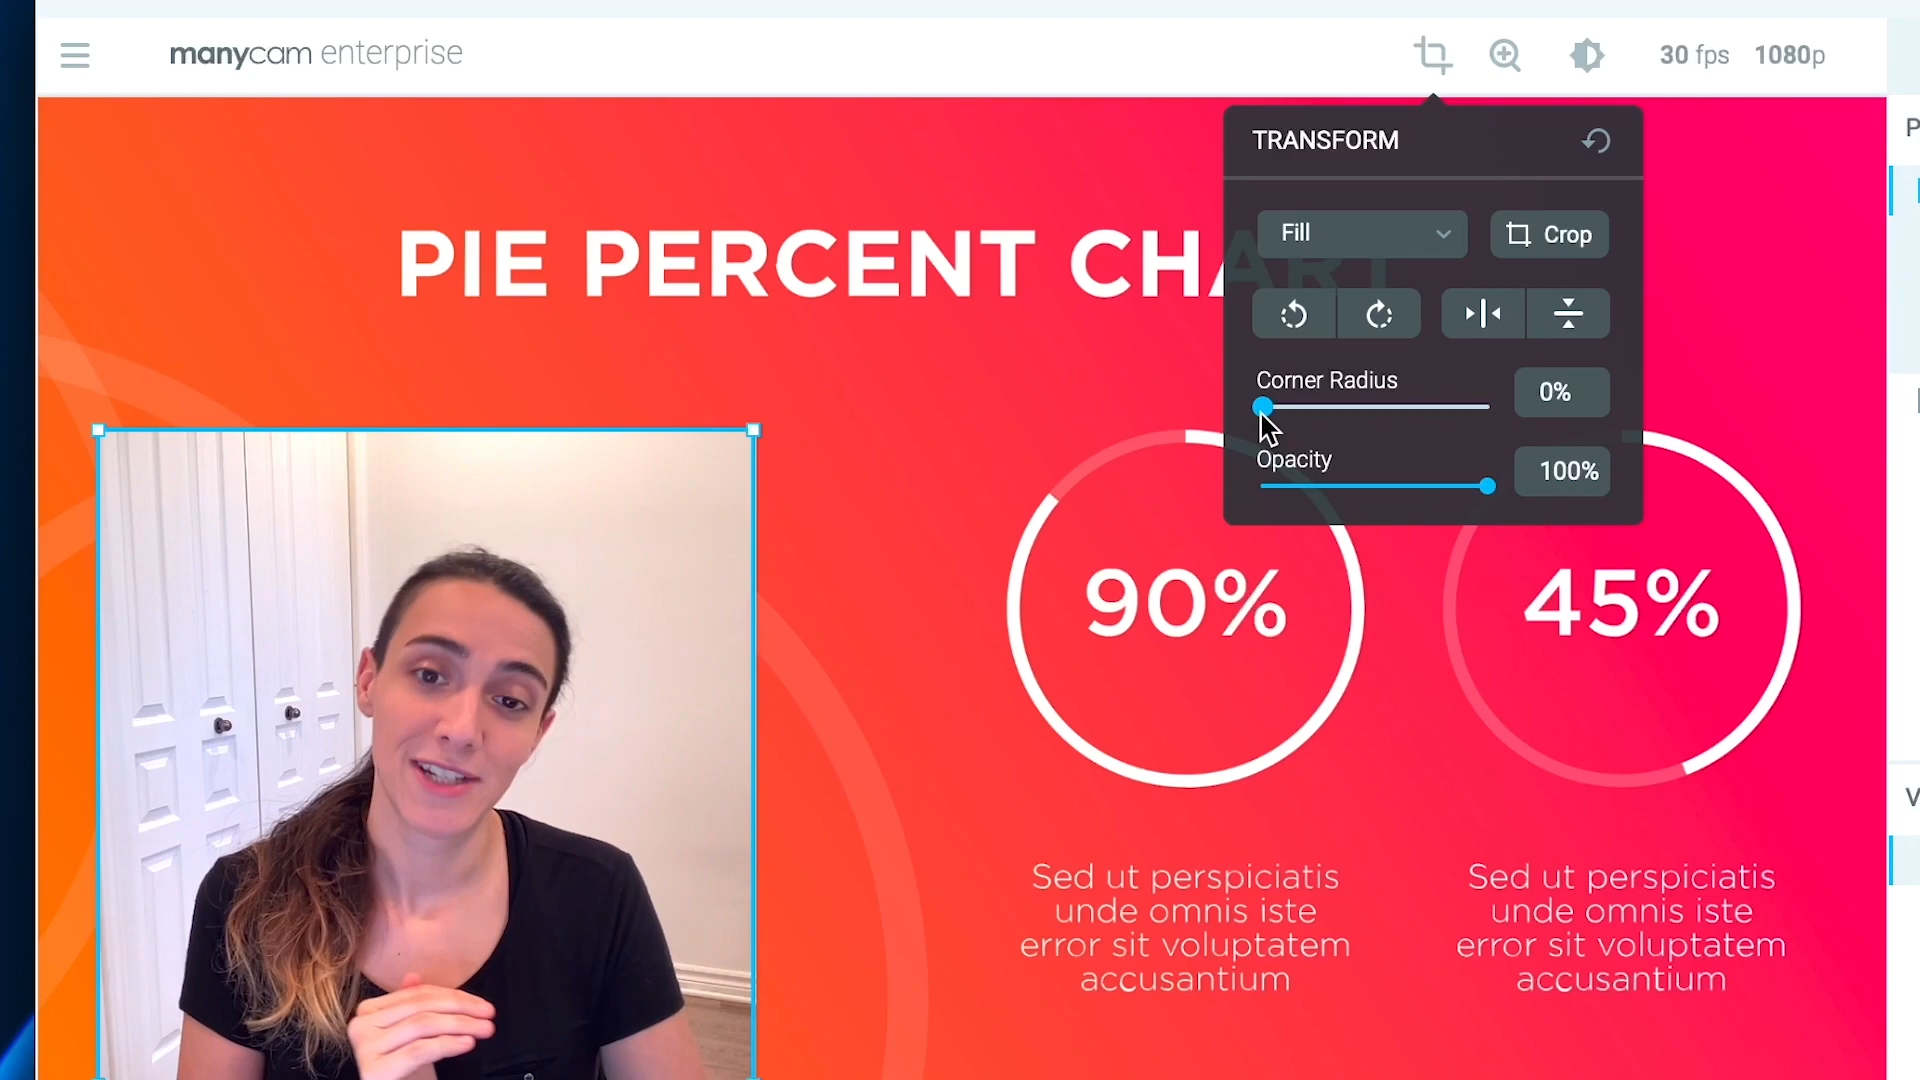 manycam enterprise
30 fps 1080p
P
TRANSFORM
Fill
Crop
PIE PERCENT CHART
Corner Radius
0%
Opacity
100%
90%
45%
V
Sed ut perspiciatis
unde omnis iste
error sit voluptatem
accusantium
Sed ut perspiciatis
unde omnis iste
error sit voluptatem
accusantium